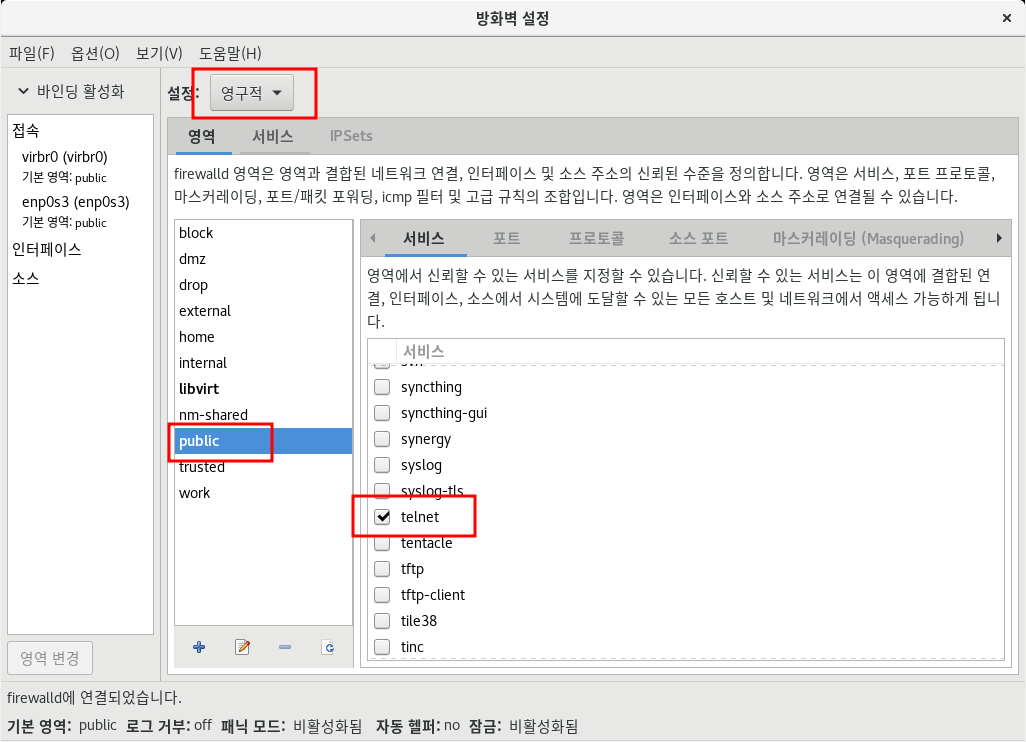 방화벽 설정
파일(F) 옵션(O) 보기(V) 도움말(H)
바인딩 활성화
접속
virbr0 (virbr0)
기본 영역: public
enp0s3 (enp0s3)
기본 영역: public
인터페이스
소스
영역 변경
설정: 영구적
영역 서비스 IPSets
firewalld 영역은 영역과 결합된 네트워크 연결, 인터페이스 및 소스 주소의 신뢰된 수준을 정의합니다. 영역은 서비스, 포트 프로토콜,
마스커레이딩, 포트/패킷 포워딩, icmp 필터 및 고급 규칙의 조합입니다. 영역은 인터페이스와 소스 주소로 연결될 수 있습니다.
block
dmz
drop
external
home
internal
libvirt
nm-shared
public
trusted
work
서비스 포트 프로토콜 소스 포트 마스커레이딩 (Masquerading)
영역에서 신뢰할 수 있는 서비스를 지정할 수 있습니다. 신뢰할 수 있는 서비스는 이 영역에 결합된 연
결, 인터페이스, 소스에서 시스템에 도달할 수 있는 모든 호스트 및 네트워크에서 액세스 가능하게 됩니
다.
서비스
syncthing
syncthing-gui
synergy
syslog
syslog-tls
telnet
tentacle
tftp
tftp-client
tile38
tinc
firewalld에 연결되었습니다.
기본 영역: public 로그 거부: off 패닉 모드: 비활성화됨 자동 헬퍼: no 잠금: 비활성화됨